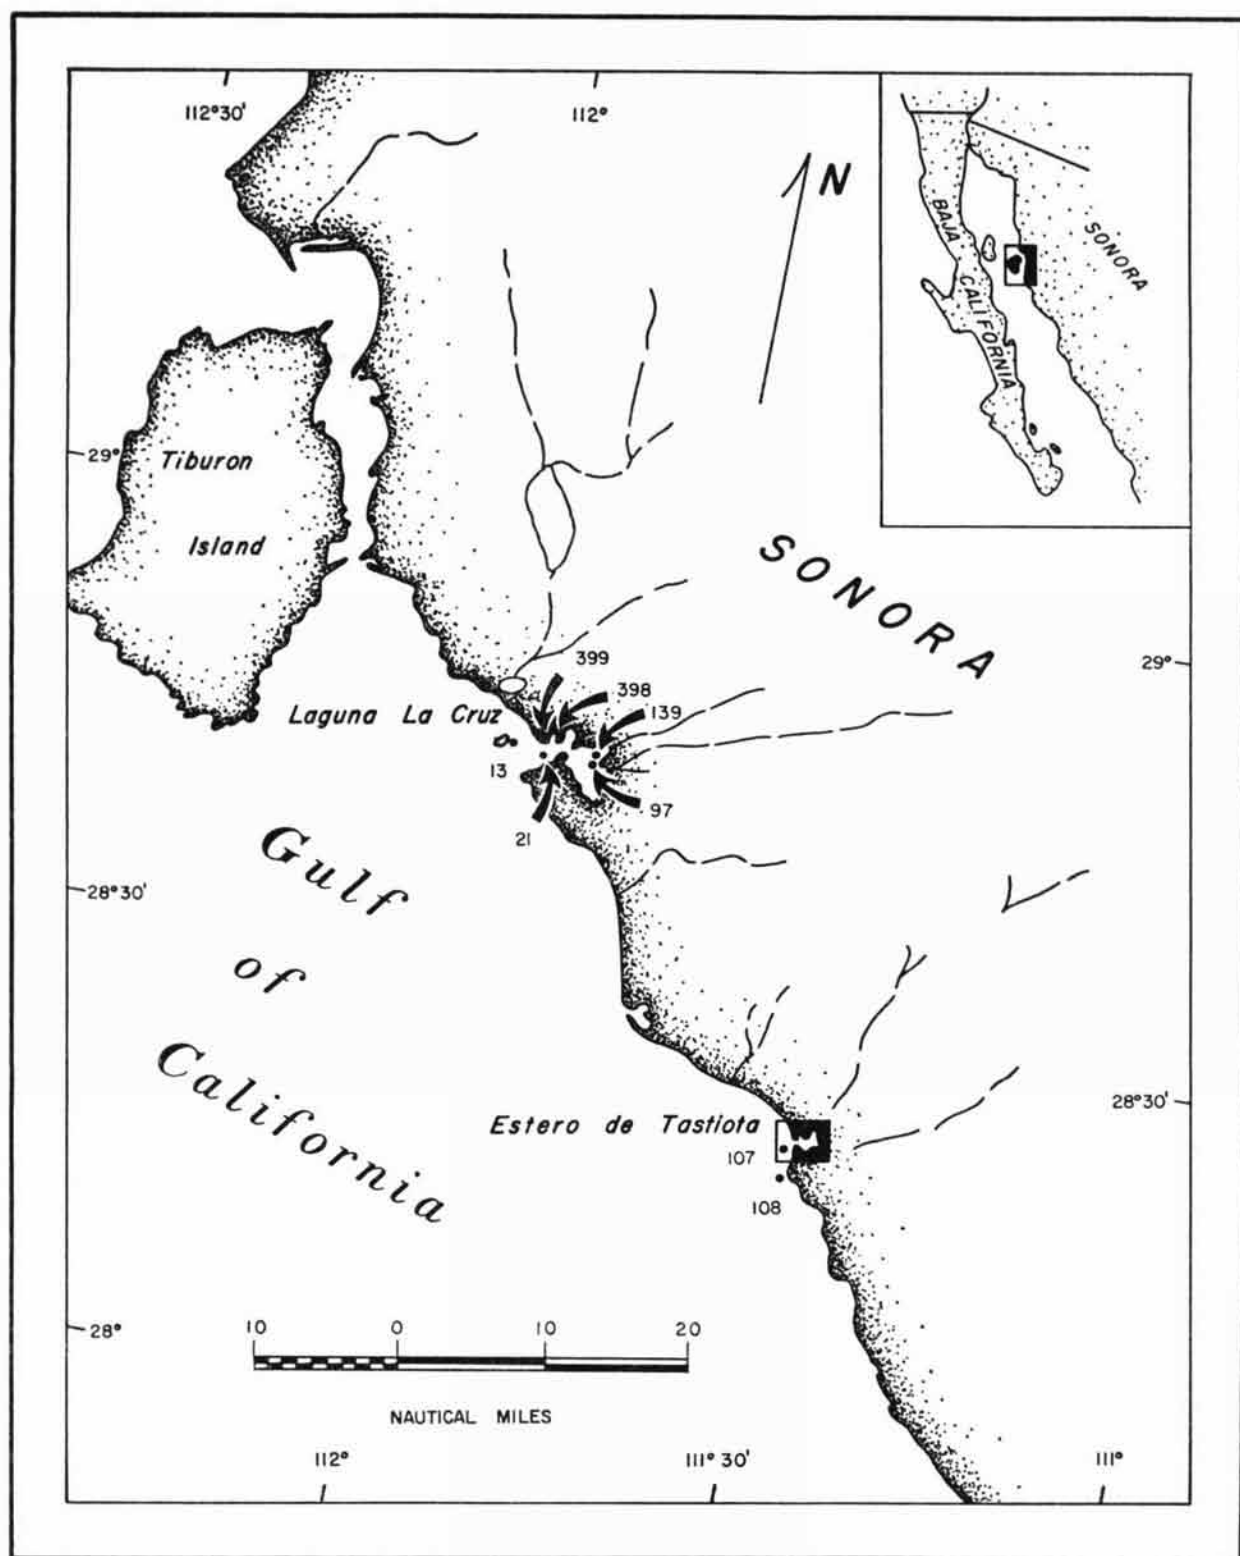 112°30'
112°
N
BAJA
CALIFORNIA
SONORA
29°
Tiburon
Island
SONORA
29°
399
398
139
Laguna La Cruz
13
97
21
Gulf
of
California
28°30'
28°30'
Estero de Tastiota
107
108
28°
10 0 10 20
NAUTICAL MILES
112°
111°30'
111°